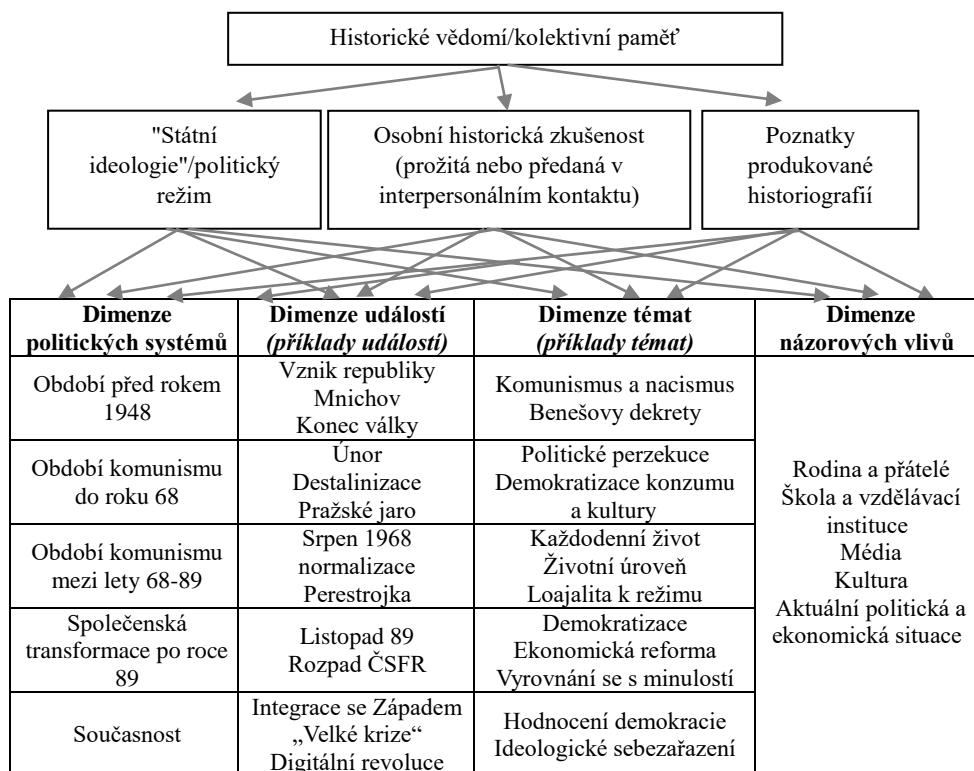 Historické vědomí/kolektivní paměť
"Státní
ideologie"/politický
režim
Osobní historická zkušenost
(prožitá nebo předaná v
interpersonálním kontaktu)
Poznatky
produkované
historiografií
Dimenze
politických systémů
Dimenze událostí
(příklady událostí)
Dimenze témat
(příklady témat)
Dimenze
názorových vlivů
Období před rokem
1948
Vznik republiky
Mnichov
Konec války
Komunismus a nacismus
Benešovy dekrety
Období komunismu
do roku 68
Únor
Destalinizace
Pražské jaro
Politické perzekuce
Demokratizace konzumu
a kultury
Období komunismu
mezi lety 68-89
Srpen 1968
normalizace
Perestrojka
Každodenní život
Životní úroveň
Loajalita k režimu
Společenská
transformace po roce
89
Listopad 89
Rozpad ČSFR
Demokratizace
Ekonomická reforma
Vyrovnání se s minulostí
Současnost
Integrace se Západem
„Velké krize“
Digitální revoluce
Hodnocení demokracie
Ideologické sebezařazení
Rodina a přátelé
Škola a vzdělávací
instituce
Média
Kultura
Aktuální politická a
ekonomická situace